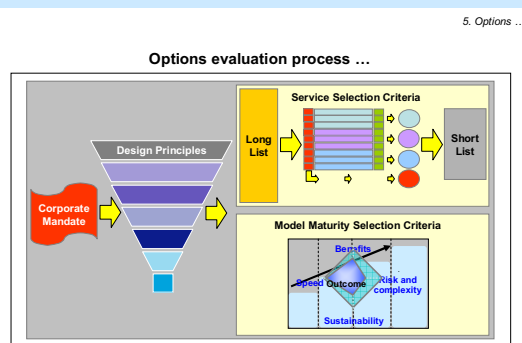 5. Options ...
Options evaluation process …
Service Selection Criteria
Long
List
Short
List
Design Principles
Corporate
Mandate
Model Maturity Selection Criteria
Benefits
Speed
Outcome
Risk and
complexity
Sustainability